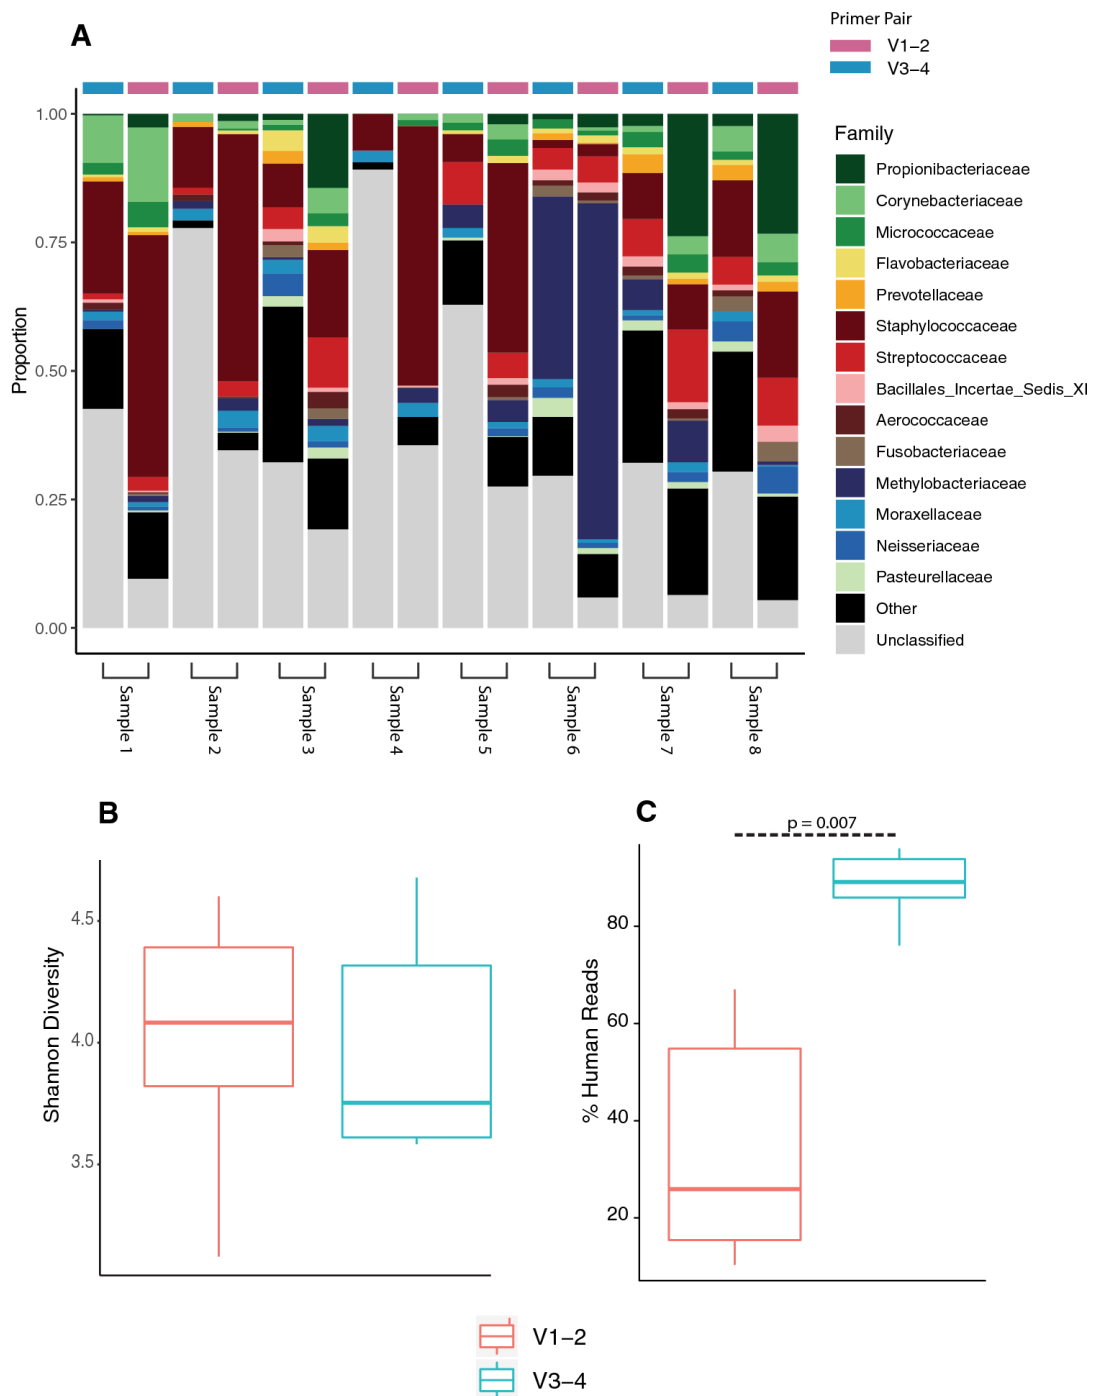 A
Primer Pair
V1–2
V3–4
Proportion
1.00
0.75
0.50
0.25
0.00
Family
Propionibacteriaceae
Corynebacteriaceae
Micrococcaceae
Flavobacteriaceae
Prevotellaceae
Staphylococcaceae
Streptococcaceae
Bacillales_Incertae_Sedis_XI
Aerococcaceae
Fusobacteriaceae
Methylobacteriaceae
Moraxellaceae
Neisseriaceae
Pasteurellaceae
Other
Unclassified
Sample 1
Sample 2
Sample 3
Sample 4
Sample 5
Sample 6
Sample 7
Sample 8
B
Shannon Diversity
4.5
4.0
3.5
C
p = 0.007
% Human Reads
80
60
40
20
V1–2
V3–4